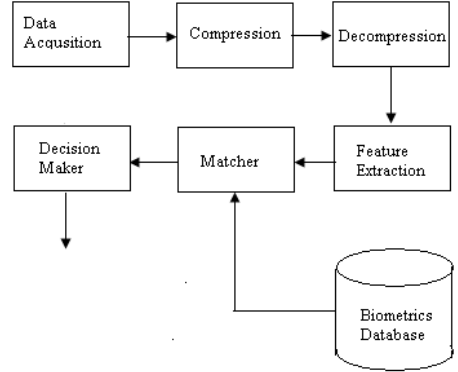 Data
Acqusition
Compression
Decompression
Decision
Maker
Matcher
Feature
Extraction
Biometrics
Database